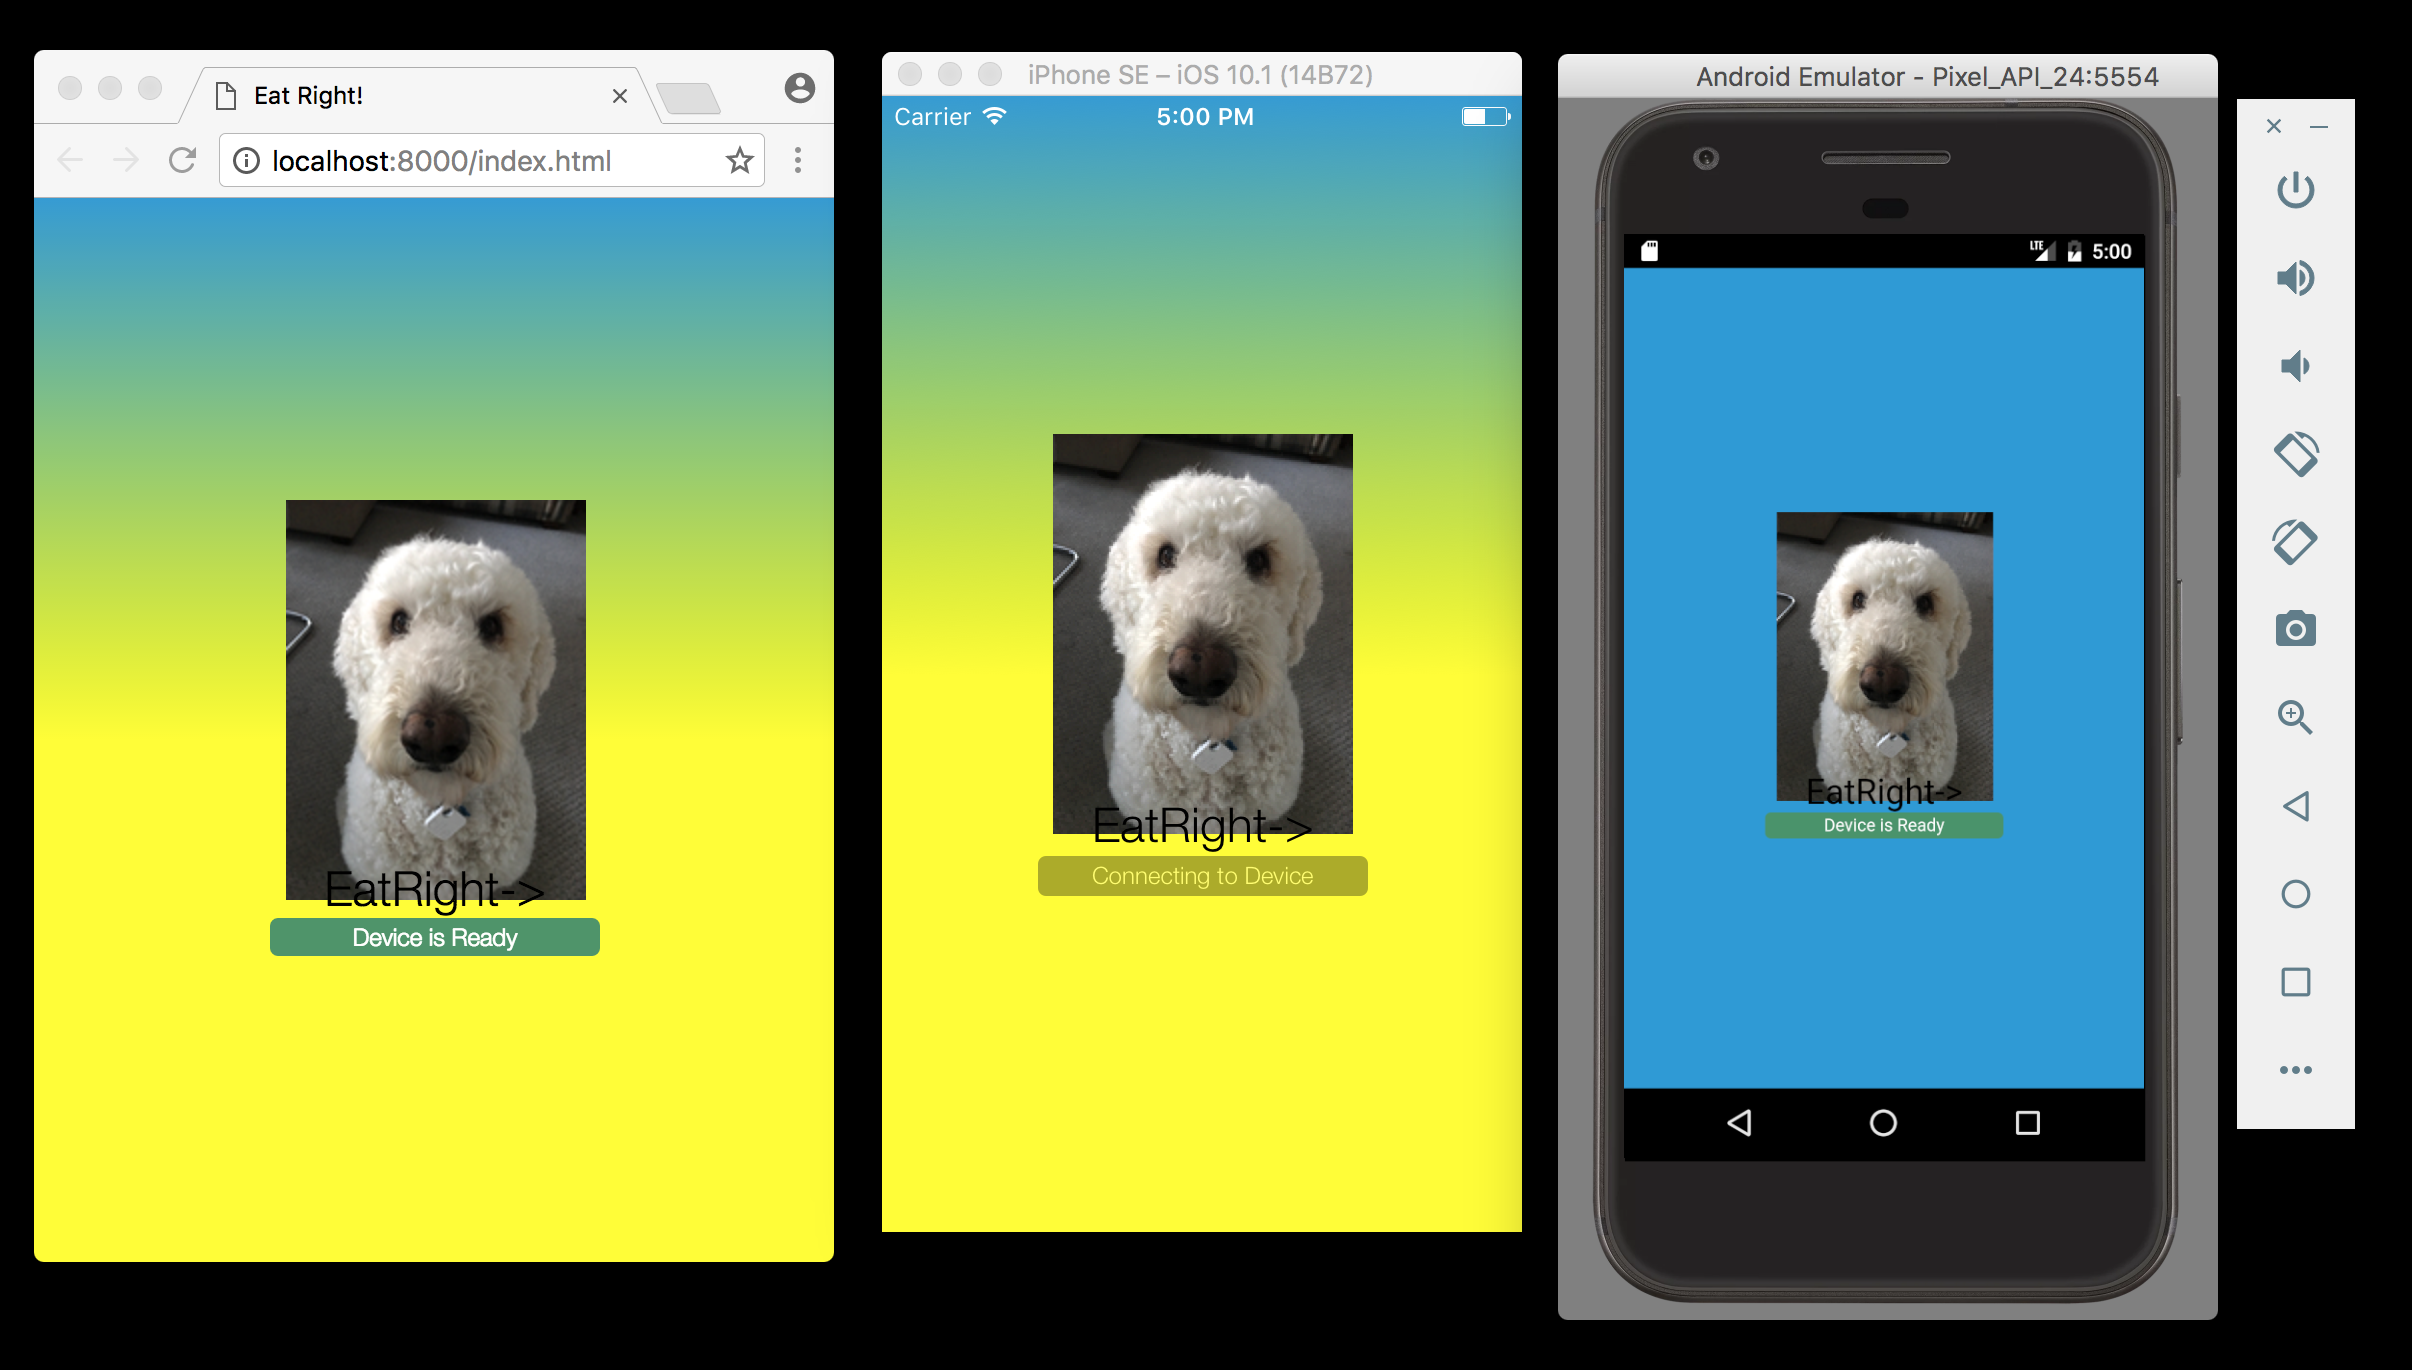 Eat Right!
localhost:8000/index.html
EatRight->
Device is Ready
iPhone SE – iOS 10.1 (14B72)
Carrier 5:00 PM
EatRight->
Connecting to Device
Android Emulator - Pixel_API_24:5554
LTE 5:00
EatRight->
Device is Ready